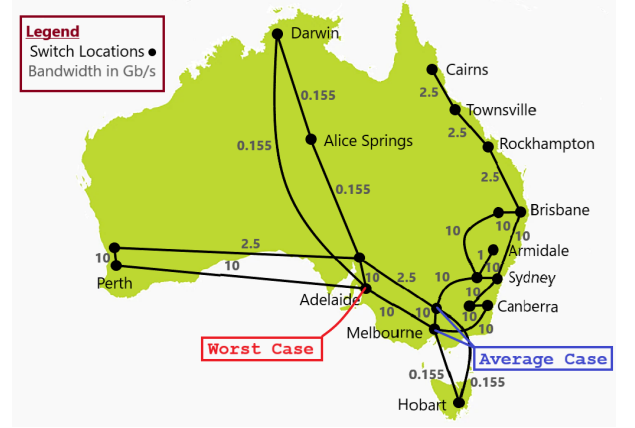 Legend
Switch Locations
Bandwidth in Gb/s
Darwin
Cairns
0.155
2.5
Townsville
2.5
Alice Springs
Rockhampton
0.155
0.155
2.5
Brisbane
10
10
10
2.5
Armidale
10
1
10
10
10
2.5
10
Sydney
Perth
Adelaide
10
10
10
Canberra
Melbourne
10
Worst Case
Average Case
0.155
0.155
Hobart